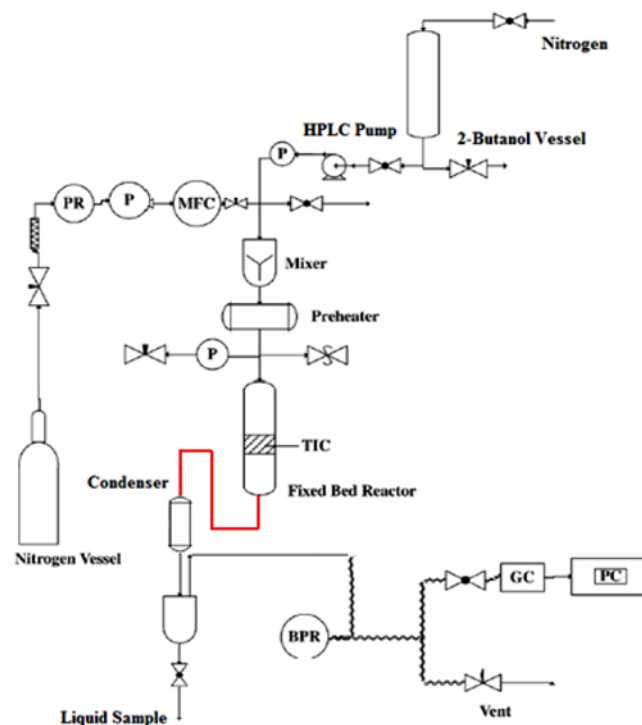 Nitrogen
HPLC Pump
2-Butanol Vessel
P
PR
P
MFC
Mixer
Preheater
P
TIC
Condenser
Fixed Bed Reactor
Nitrogen Vessel
GC
PC
BPR
Vent
Liquid Sample